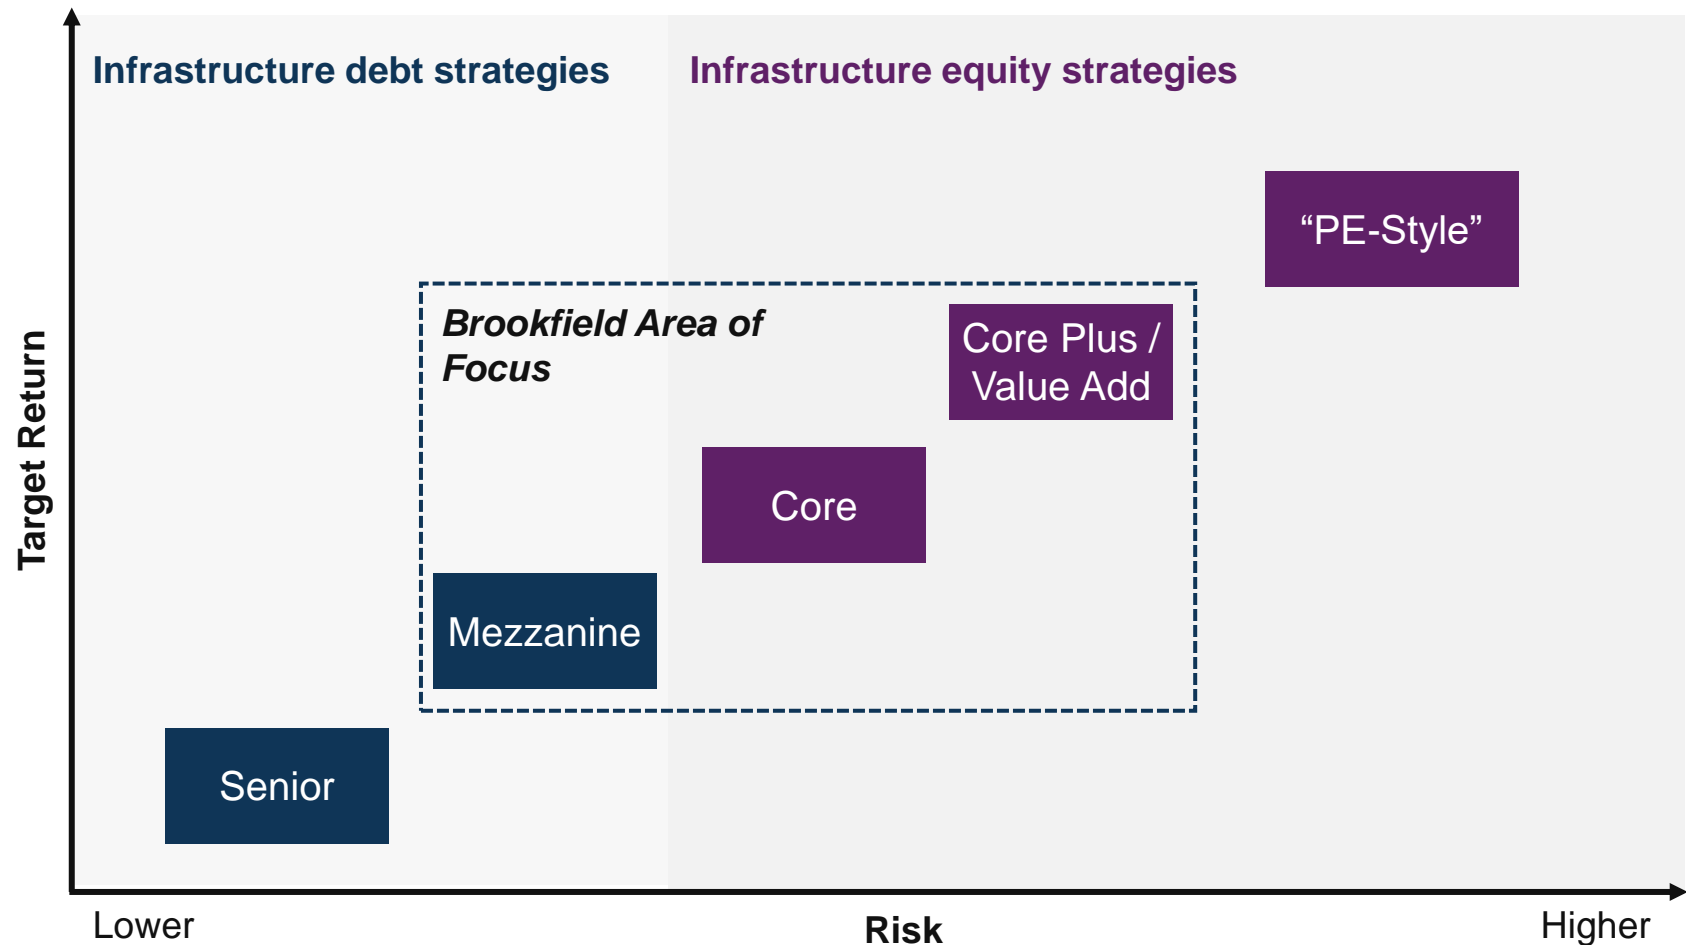 Infrastructure debt strategies
Infrastructure equity strategies
“PE-Style”
Brookfield Area of
Focus
Core Plus /
Value Add
Core
Mezzanine
Senior
Target Return
Lower
Risk
Higher